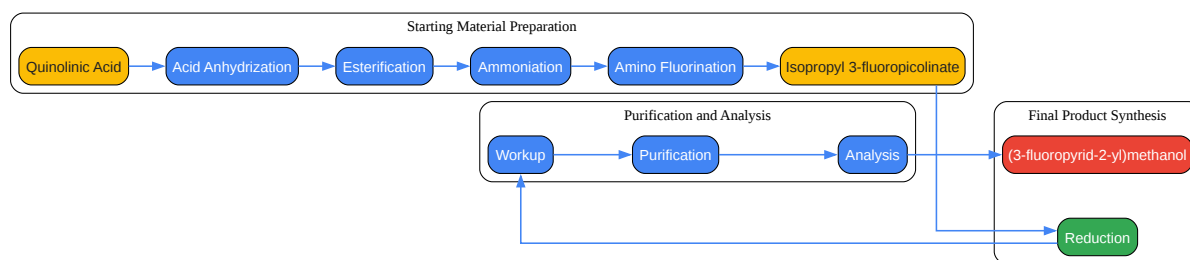 Starting Material Preparation
Quinolinic Acid
Acid Anhydrization
Esterification
Ammoniation
Amino Fluorination
Isopropyl 3-fluoropicolinate
Purification and Analysis
Workup
Purification
Analysis
Final Product Synthesis
(3-fluoropyrid-2-yl)methanol
Reduction